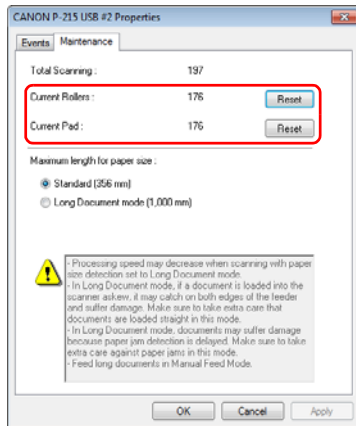 CANON P-215 USB #2 Properties
Events Maintenance
Total Scanning : 197
Current Rollers : 176 Reset
Current Pad : 176 Reset
Maximum length for paper size :
Standard (356 mm)
Long Document mode (1,000 mm)
- Processing speed may decrease when scanning with paper
size detection set to Long Document mode.
- In Long Document mode, if a document is loaded into the
scanner askew, it may catch on both edges of the feeder
and suffer damage. Make sure to take extra care that
documents are loaded straight in this mode.
- In Long Document mode, documents may suffer damage
because paper jam detection is delayed. Make sure to take
extra care against paper jams in this mode.
- Feed long documents in Manual Feed Mode.
OK Cancel Apply